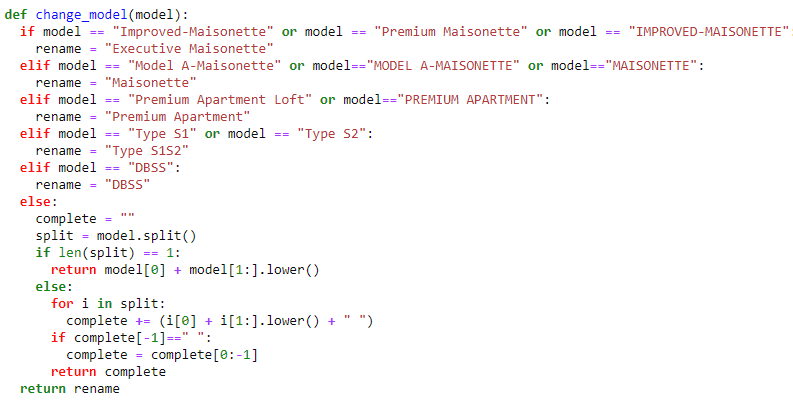 def change_model(model):
  if model == "Improved-Maisonette" or model == "Premium Maisonette" or model == "IMPROVED-MAISONETTE":
    rename = "Executive Maisonette"
  elif model == "Model A-Maisonette" or model=="MODEL A-MAISONETTE" or model=="MAISONETTE":
    rename = "Maisonette"
  elif model == "Premium Apartment Loft" or model=="PREMIUM APARTMENT":
    rename = "Premium Apartment"
  elif model == "Type S1" or model == "Type S2":
    rename = "Type S1S2"
  elif model == "DBSS":
    rename = "DBSS"
  else:
    complete = ""
    split = model.split()
    if len(split) == 1:
      return model[0] + model[1:].lower()
    else:
      for i in split:
        complete += (i[0] + i[1:].lower() + " ")
      if complete[-1]==" ":
        complete = complete[0:-1]
      return complete
  return rename